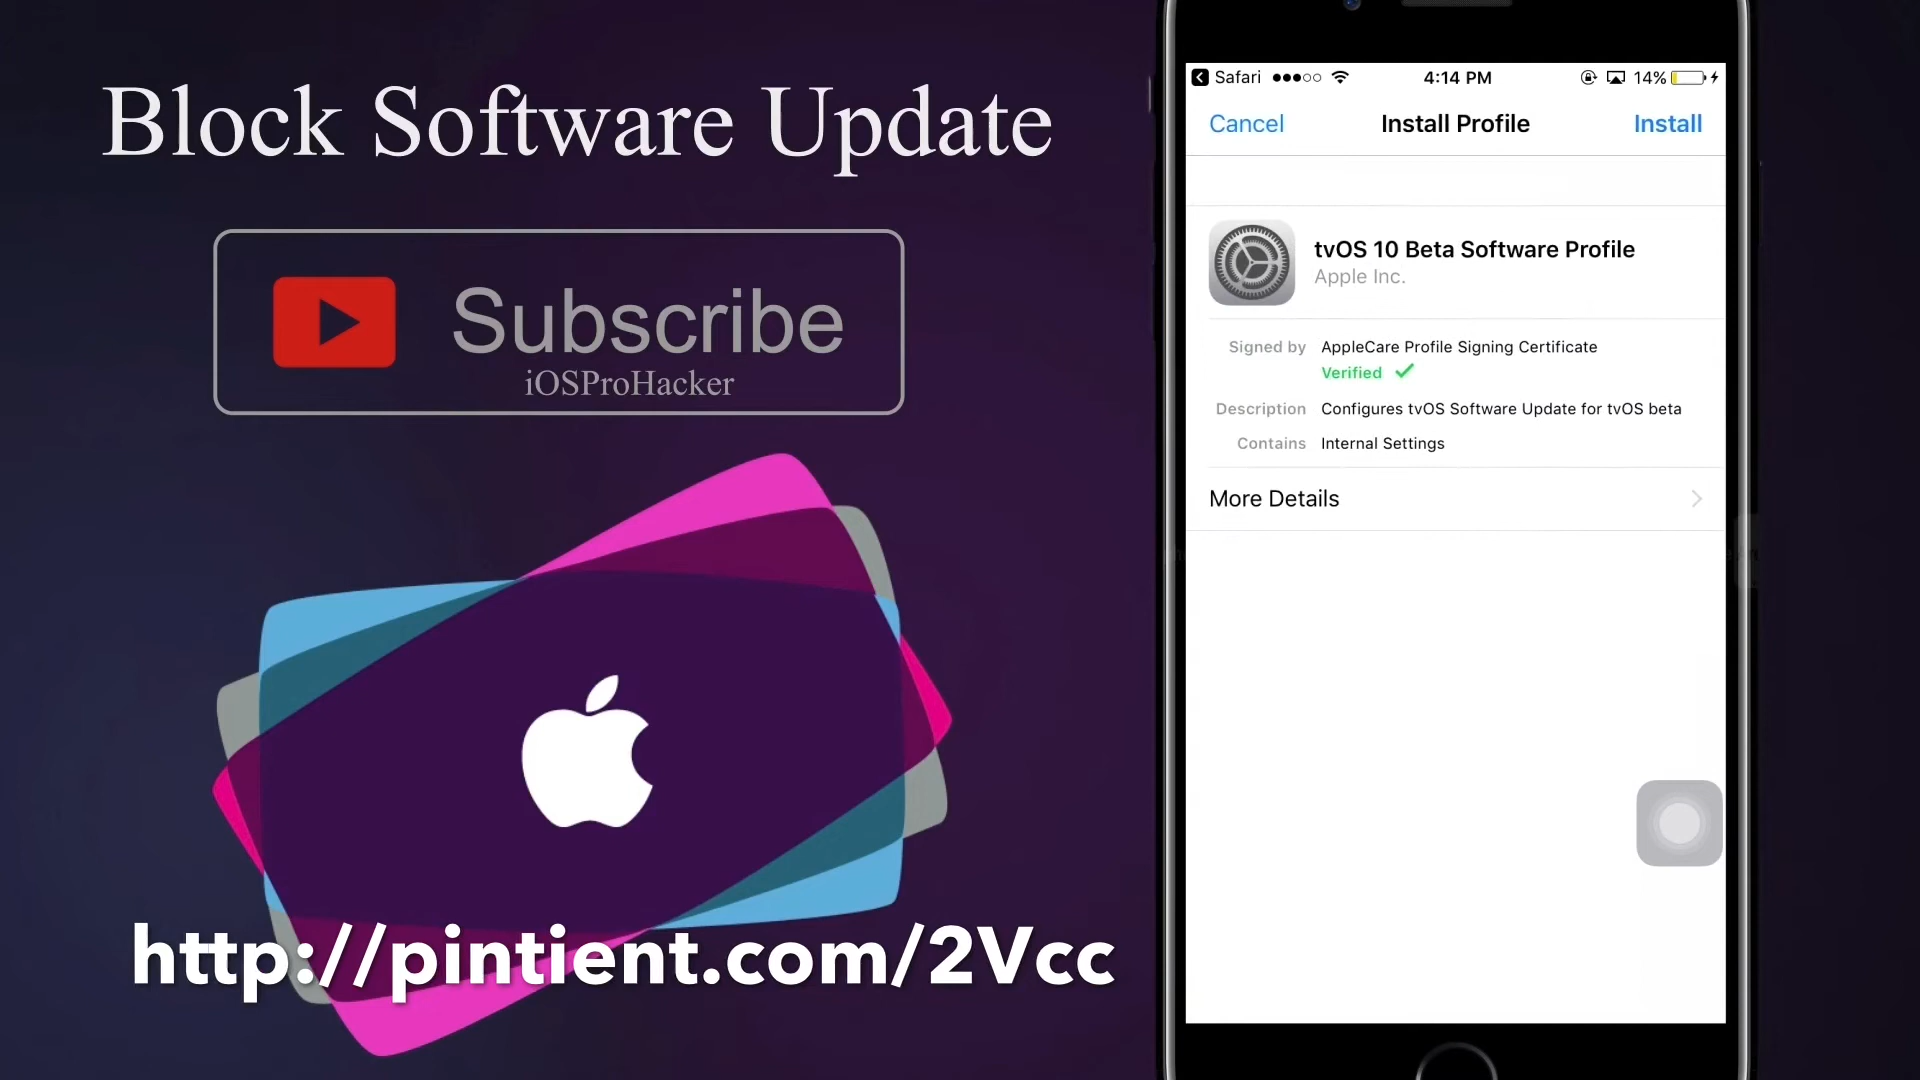 Block Software Update
Subscribe
iOSProHacker
http://pintient.com/2Vcc
Safari 4:14 PM 14%
Cancel Install Profile Install
tvOS 10 Beta Software Profile
Apple Inc.
Signed by AppleCare Profile Signing Certificate
Verified
Description Configures tvOS Software Update for tvOS beta
Contains Internal Settings
More Details